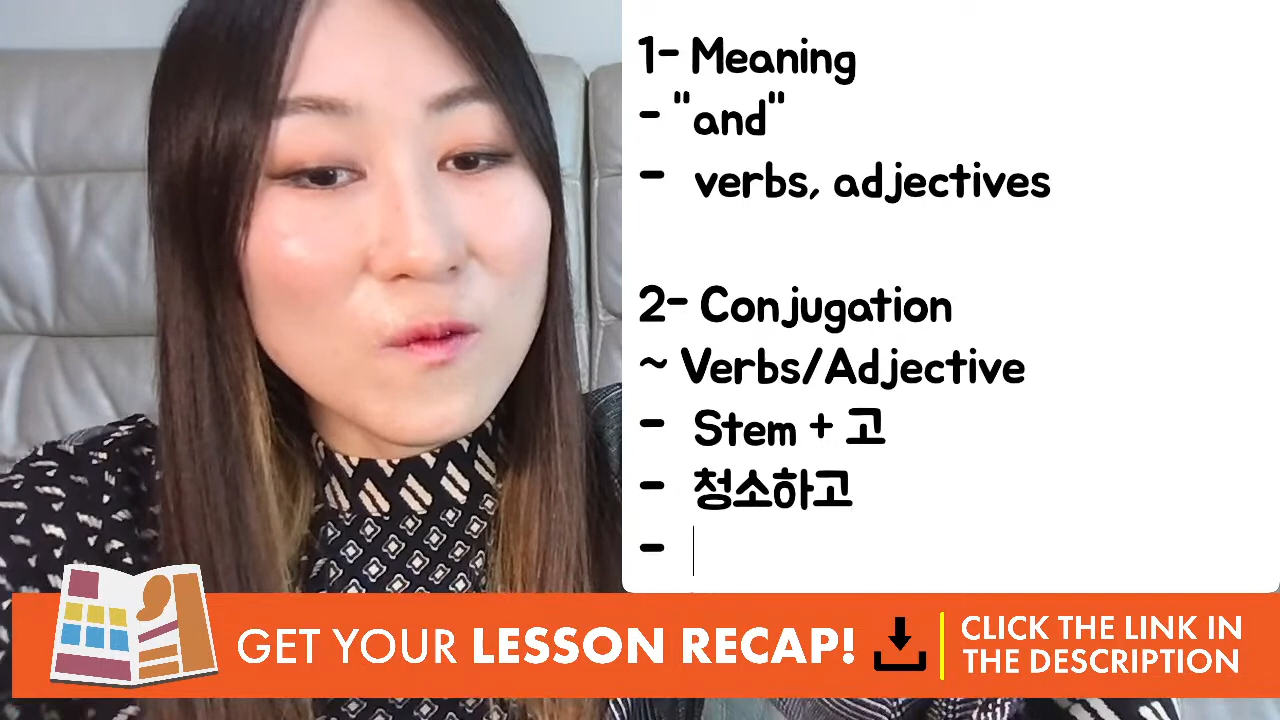 1- Meaning
- "and"
- verbs, adjectives
2- Conjugation
~ Verbs/Adjective
- Stem + 고
- 청소하고
-
GET YOUR LESSON RECAP!
CLICK THE LINK IN
THE DESCRIPTION